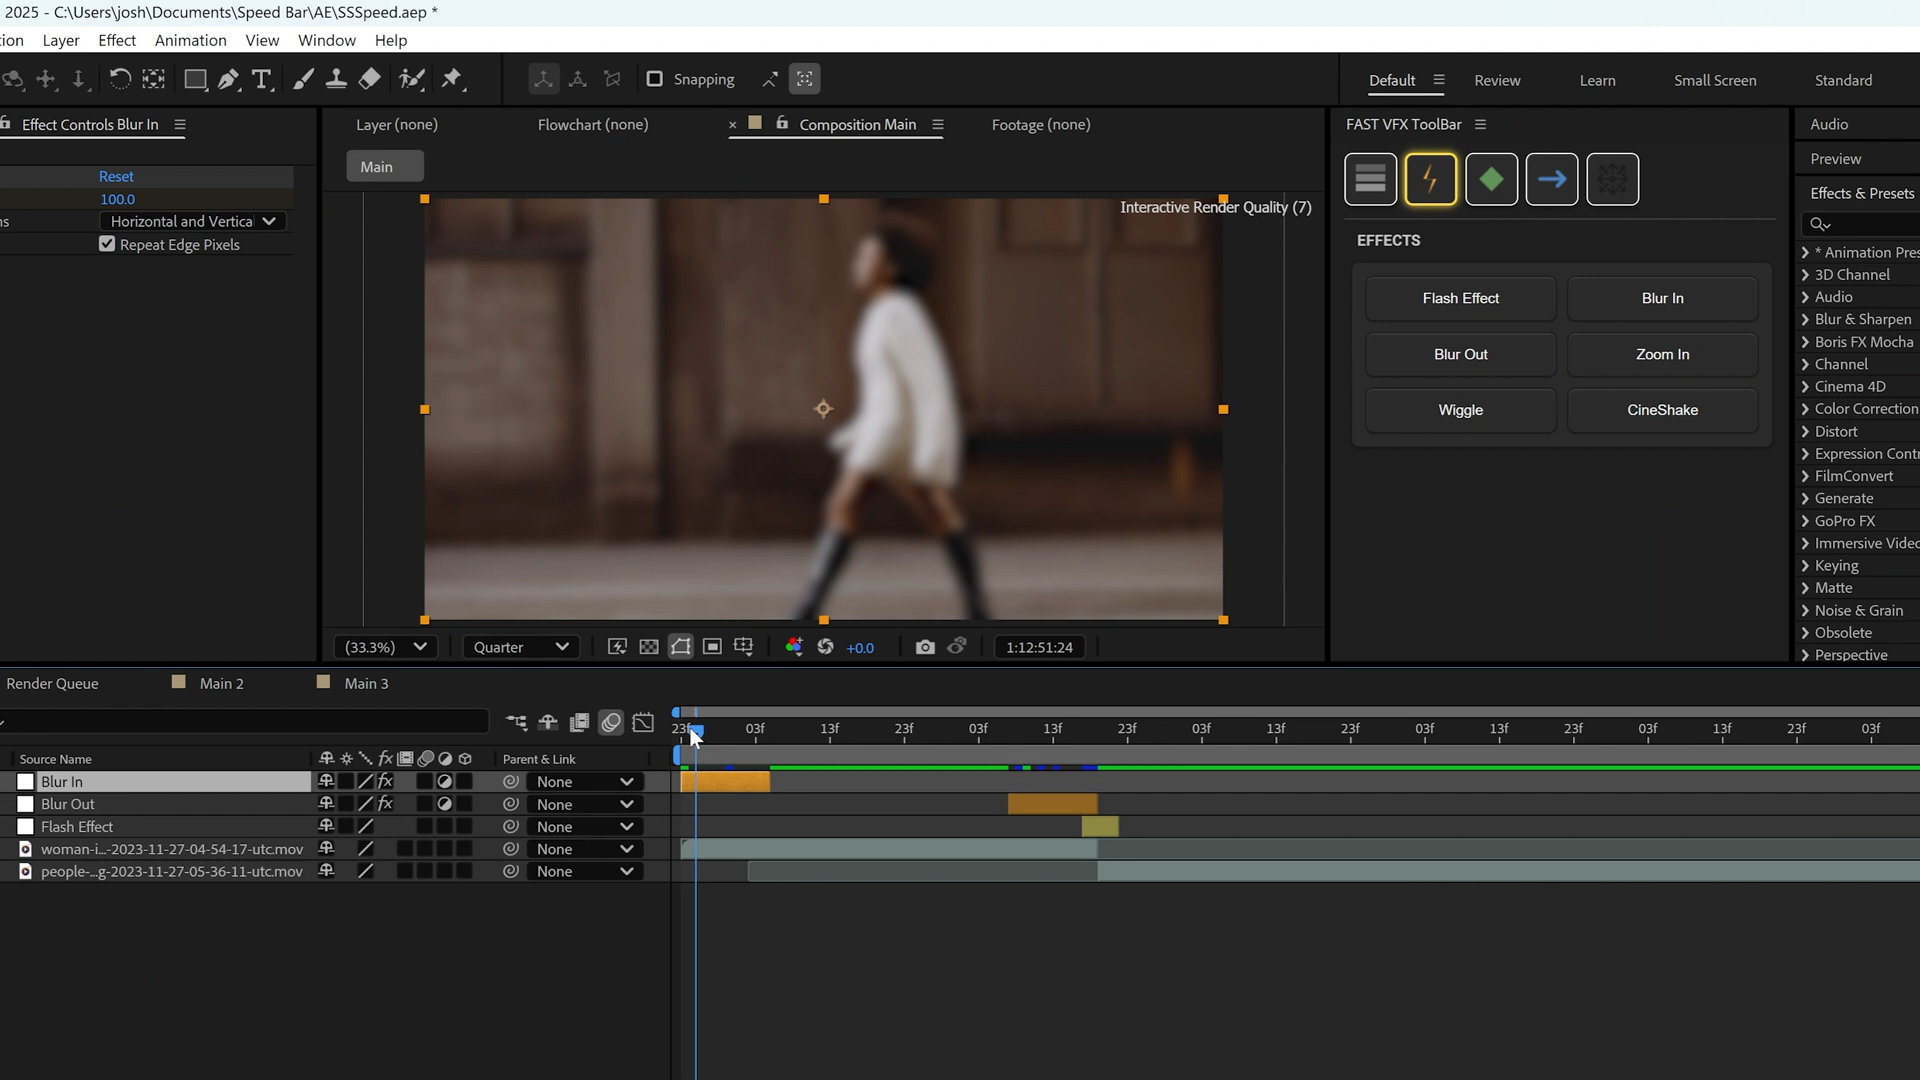 2025 - C:\Users\josh\Documents\Speed Bar\AE\SSSpeed.aep *
tion Layer Effect Animation View Window Help
Snapping
Default Review Learn Small Screen Standard
Effect Controls Blur In
Layer (none) Flowchart (none) × Composition Main Footage (none)
FAST VFX ToolBar
Audio
Main
Preview
Reset
100.0
Effects & Presets
ns Horizontal and Vertica
Interactive Render Quality (7)
Repeat Edge Pixels
EFFECTS
Flash Effect Blur In
Blur Out Zoom In
Wiggle CineShake
* Animation Pres
3D Channel
Audio
Blur & Sharpen
Boris FX Mocha
Channel
Cinema 4D
Color Correction
Distort
Expression Contr
FilmConvert
Generate
GoPro FX
Immersive Video
Keying
Matte
Noise & Grain
Obsolete
Perspective
(33.3%) Quarter +0.0 1:12:51:24
Render Queue Main 2 Main 3
23f 03f 13f 23f 03f 13f 23f 03f 13f 23f 03f 13f 23f 03f 13f 23f 03f
Source Name fx Parent & Link
Blur In fx None
Blur Out fx None
Flash Effect None
woman-i...-2023-11-27-04-54-17-utc.mov None
people-...g-2023-11-27-05-36-11-utc.mov None